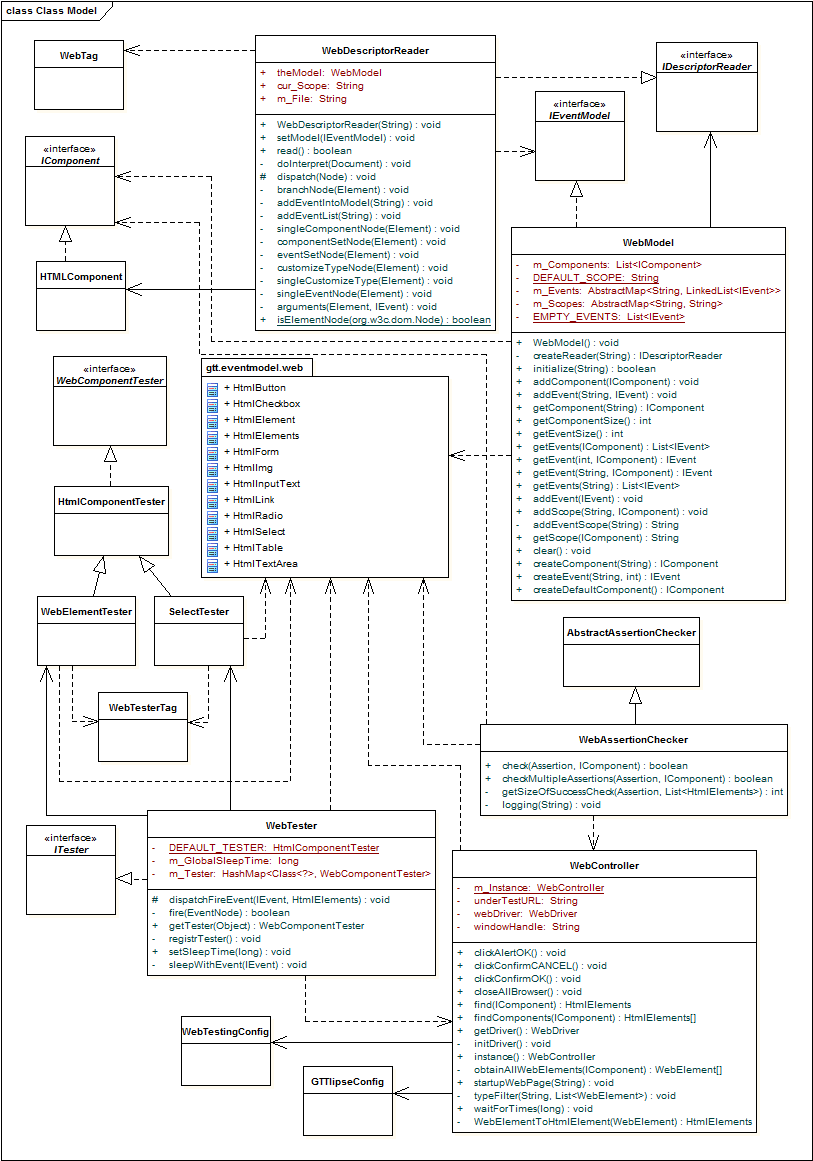 class Class Model
WebTag
WebDescriptorReader
+ theModel: WebModel
+ cur_Scope: String
+ m_File: String
+ WebDescriptorReader(String) : void
+ setModel(IEventModel) : void
+ read() : boolean
- doInterpret(Document) : void
# dispatch(Node) : void
- branchNode(Element) : void
- addEventIntoModel(String) : void
- addEventList(String) : void
- singleComponentNode(Element) : void
- componentSetNode(Element) : void
- eventSetNode(Element) : void
- customizeTypeNode(Element) : void
- singleCustomizeType(Element) : void
- singleEventNode(Element) : void
- arguments(Element, IEvent) : void
+ isElementNode(org.w3c.dom.Node) : boolean
«interface»
IDescriptorReader
«interface»
IEventModel
«interface»
IComponent
HTMLComponent
WebModel
- m_Components: List<IComponent>
- DEFAULT_SCOPE: String
- m_Events: AbstractMap<String, LinkedList<IEvent>>
- m_Scopes: AbstractMap<String, String>
- EMPTY_EVENTS: List<IEvent>
+ WebModel() : void
- createReader(String) : IDescriptorReader
+ initialize(String) : boolean
+ addComponent(IComponent) : void
+ addEvent(String, IEvent) : void
+ getComponent(String) : IComponent
+ getComponentSize() : int
+ getEventSize() : int
+ getEvents(IComponent) : List<IEvent>
+ getEvent(int, IComponent) : IEvent
+ getEvent(String, IComponent) : IEvent
+ getEvents(String) : List<IEvent>
+ addEvent(IEvent) : void
+ addScope(String, IComponent) : void
- addEventScope(String) : String
+ getScope(IComponent) : String
+ clear() : void
+ createComponent(String) : IComponent
+ createEvent(String, int) : IEvent
+ createDefaultComponent() : IComponent
«interface»
WebComponentTester
gtt.eventmodel.web
+ HtmlButton
+ HtmlCheckbox
+ HtmlElement
+ HtmlElements
+ HtmlForm
+ HtmlImg
+ HtmlInputText
+ HtmlLink
+ HtmlRadio
+ HtmlSelect
+ HtmlTable
+ HtmlTextArea
HtmlComponentTester
WebElementTester
SelectTester
WebTesterTag
AbstractAssertionChecker
WebAssertionChecker
+ check(Assertion, IComponent) : boolean
+ checkMultipleAssertions(Assertion, IComponent) : boolean
- getSizeOfSuccessCheck(Assertion, List<HtmlElements>) : int
- logging(String) : void
«interface»
ITester
WebTester
- DEFAULT_TESTER: HtmlComponentTester
- m_GlobalSleepTime: long
- m_Tester: HashMap<Class<?>, WebComponentTester>
# dispatchFireEvent(IEvent, HtmlElements) : void
- fire(EventNode) : boolean
+ getTester(Object) : WebComponentTester
- registrTester() : void
+ setSleepTime(long) : void
- sleepWithEvent(IEvent) : void
WebController
- m_Instance: WebController
- underTestURL: String
- webDriver: WebDriver
- windowHandle: String
+ clickAlertOK() : void
+ clickConfirmCANCEL() : void
+ clickConfirmOK() : void
+ closeAllBrowser() : void
+ find(IComponent) : HtmlElements
+ findComponents(IComponent) : HtmlElements[]
+ getDriver() : WebDriver
- initDriver() : void
+ instance() : WebController
- obtainAllWebElements(IComponent) : WebElement[]
+ startupWebPage(String) : void
- typeFilter(String, List<WebElement>) : void
+ waitForTimes(long) : void
- WebElementToHtmlElement(WebElement) : HtmlElements
WebTestingConfig
GTTlipseConfig